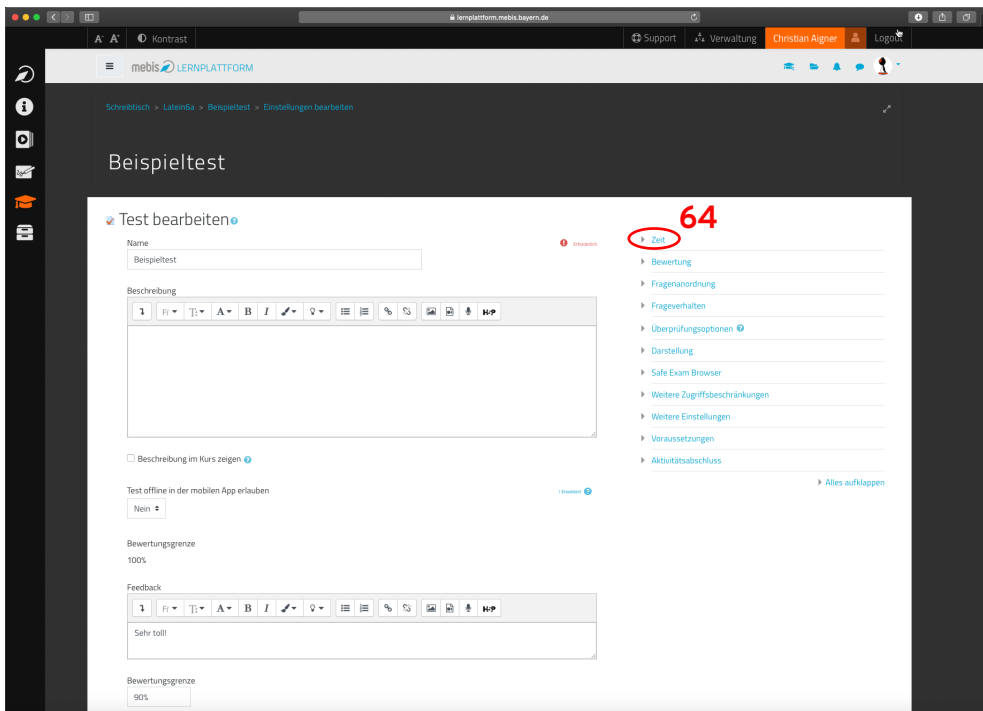 lernplattform.mebis.bayern.de
A- A+ Kontrast Support Verwaltung Christian Aigner Logout
mebis LERNPLATTFORM
Schreibtisch > Latein6a > Beispieltest > Einstellungen bearbeiten
Beispieltest
Test bearbeiten
Name
Erforderlich
Beispieltest
Beschreibung
Beschreibung im Kurs zeigen
Test offline in der mobilen App erlauben
Nein
Bewertungsgrenze
100%
Feedback
Sehr toll!
Bewertungsgrenze
90%
64
Zeit
Bewertung
Fragenanordnung
Frageverhalten
Überprüfungsoptionen
Darstellung
Safe Exam Browser
Weitere Zugriffsbeschränkungen
Weitere Einstellungen
Voraussetzungen
Aktivitätsabschluss
Alles aufklappen